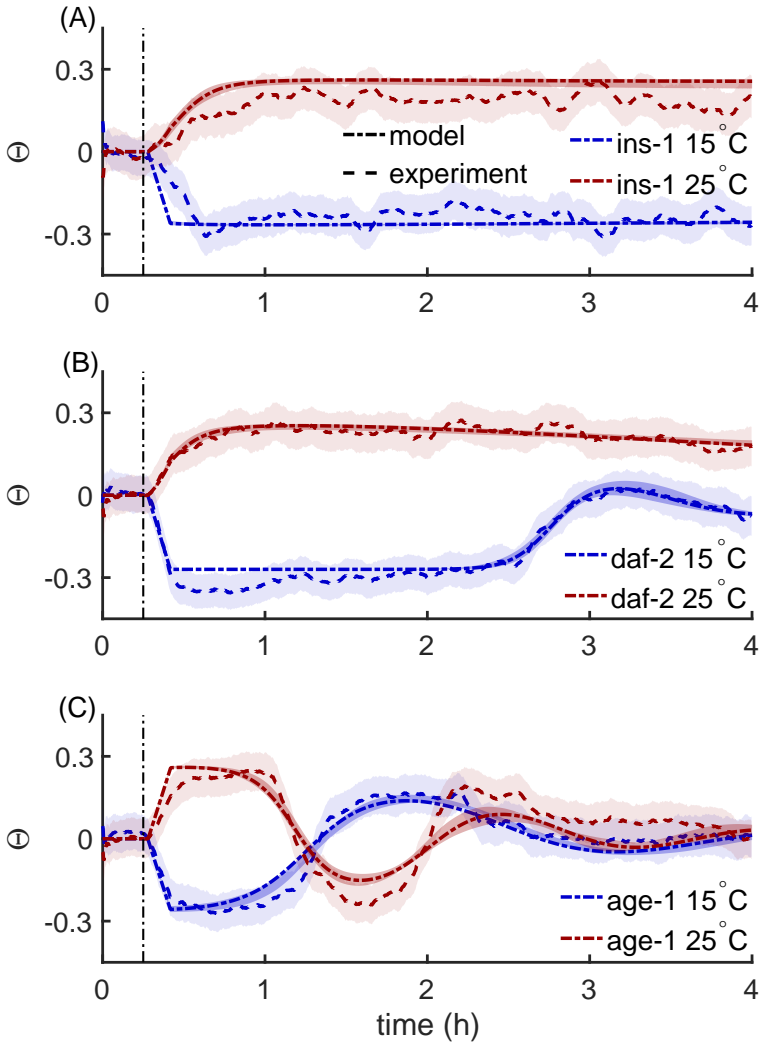 (A)
0.3
0
-0.3
Θ
model
experiment
ins-1 15°C
ins-1 25°C
0 1 2 3 4
(B)
0.3
0
-0.3
Θ
daf-2 15°C
daf-2 25°C
0 1 2 3 4
(C)
0.3
0
-0.3
Θ
age-1 15°C
age-1 25°C
0 1 2 3 4
time (h)